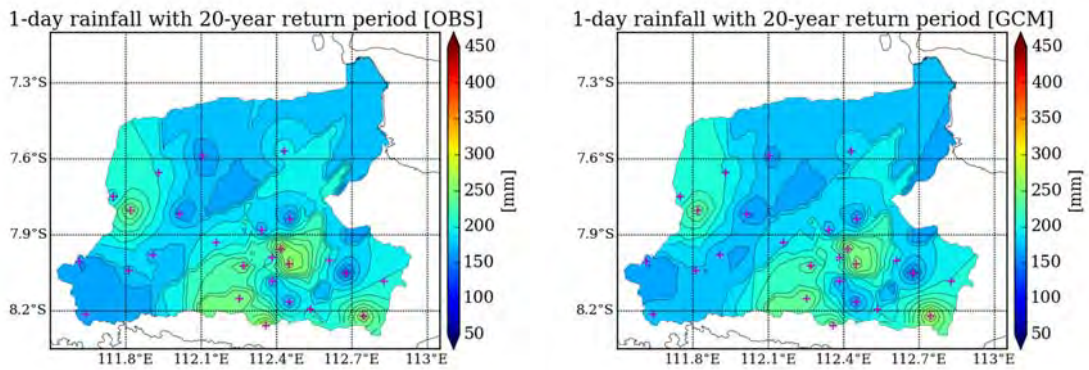 1-day rainfall with 20-year return period [OBS]
7.3°S
7.6°S
7.9°S
8.2°S
111.8°E 112.1°E 112.4°E 112.7°E 113°E
450
400
350
300
250
200
150
100
50
[mm]
1-day rainfall with 20-year return period [GCM]
7.3°S
7.6°S
7.9°S
8.2°S
111.8°E 112.1°E 112.4°E 112.7°E 113°E
450
400
350
300
250
200
150
100
50
[mm]